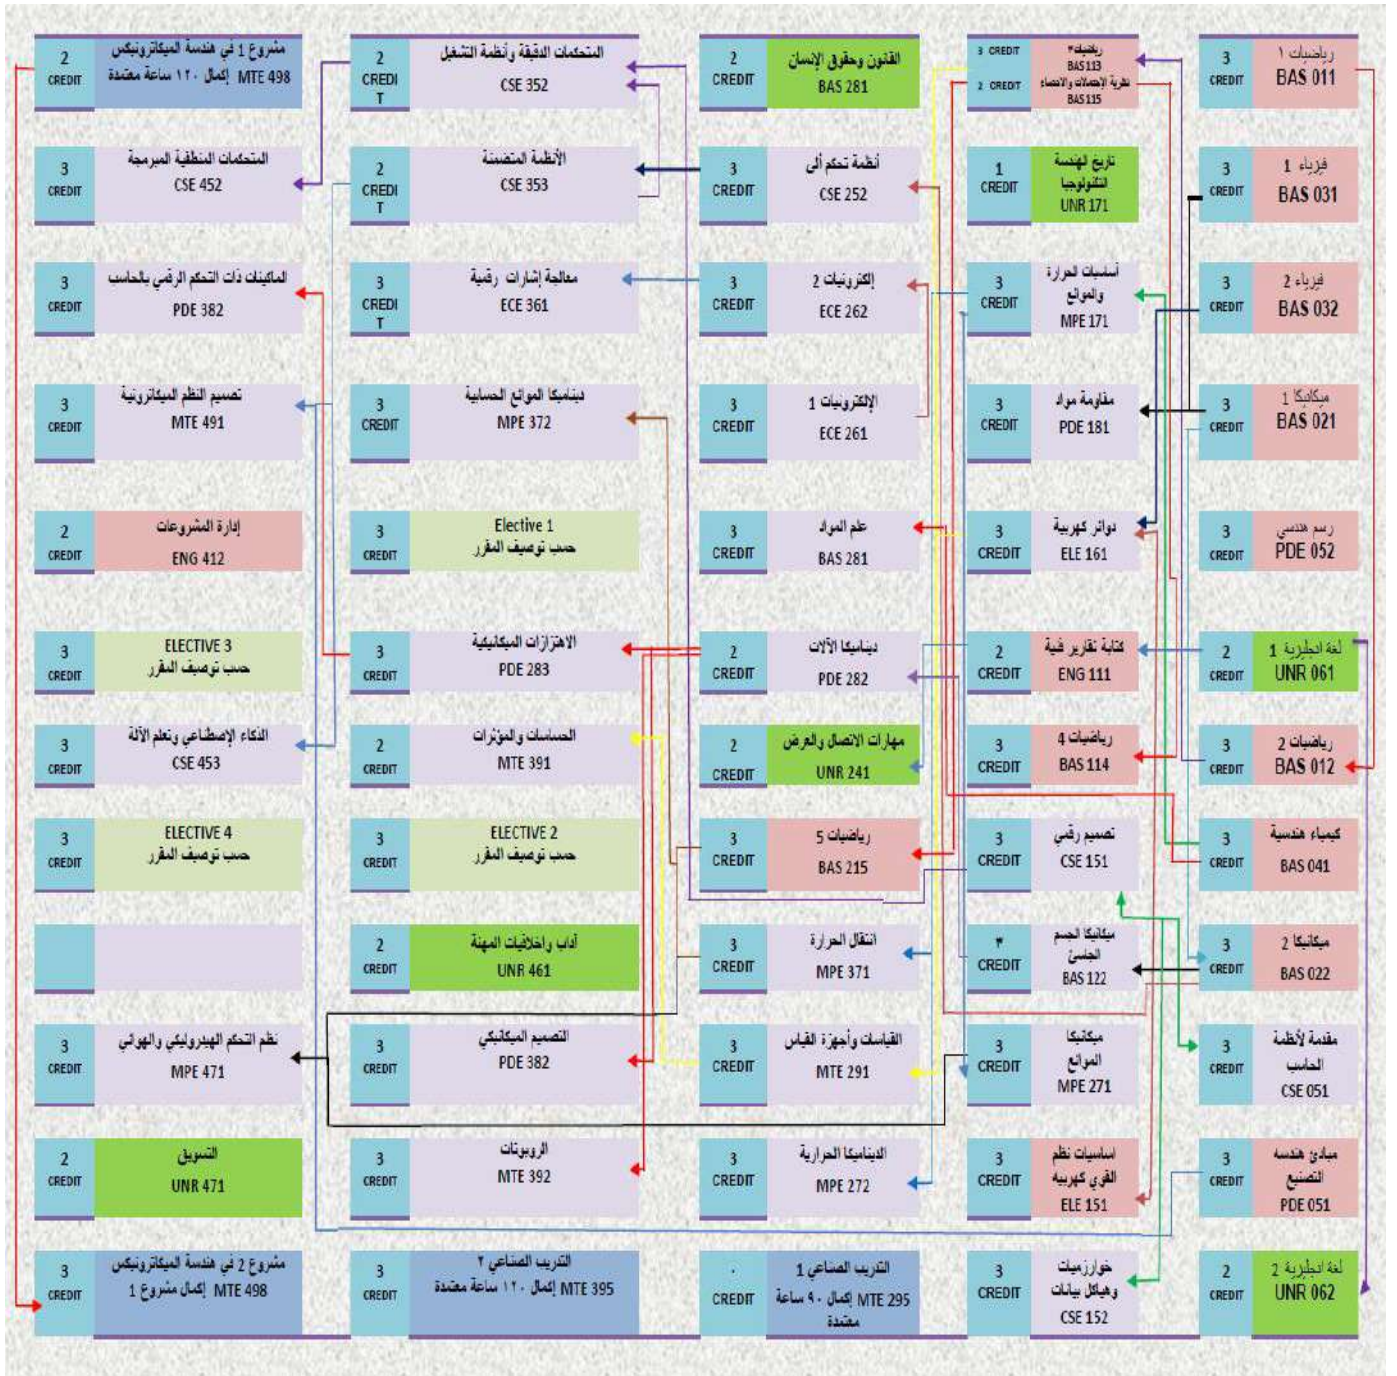 رياضيات 1
BAS 011
3
CREDIT
فيزياء 1
BAS 031
3
CREDIT
فيزياء 2
BAS 032
3
CREDIT
ميكانيكا 1
BAS 021
3
CREDIT
رسم هندسي
PDE 052
3
CREDIT
لغة انجليزية 1
UNR 061
2
CREDIT
رياضيات 2
BAS 012
3
CREDIT
كيمياء هندسية
BAS 041
3
CREDIT
ميكانيكا 2
BAS 022
3
CREDIT
مقدمة لأنظمة
الحاسب
CSE 051
3
CREDIT
مبادئ هندسه
التصنيع
PDE 051
3
CREDIT
لغة انجليزية 2
UNR 062
2
CREDIT
رياضيات٣
BAS113
3 CREDIT
نظرية الاحتمالات والاحصاء
BAS115
2 CREDIT
تاريخ الهندسة
التكنولوجيا
UNR 171
1
CREDIT
أساسيات الحرارة
والموائع
MPE 171
3
CREDIT
مقاومة مواد
PDE 181
3
CREDIT
دوائر كهربية
ELE 161
3
CREDIT
كتابة تقارير فنية
ENG 111
2
CREDIT
رياضيات 4
BAS 114
3
CREDIT
تصميم رقمي
CSE 151
3
CREDIT
ميكانيكا الجسم
الجاسئ
BAS 122
٣
CREDIT
ميكانيكا
الموائع
MPE 271
3
CREDIT
اساسيات نظم
القوي كهربيه
ELE 151
3
CREDIT
خوارزميات
وهياكل بيانات
CSE 152
3
CREDIT
القانون وحقوق الإنسان
BAS 281
2
CREDIT
أنظمة تحكم ألى
CSE 252
3
CREDIT
إلكترونيات 2
ECE 262
3
CREDIT
الإلكترونيات 1
ECE 261
3
CREDIT
علم المواد
BAS 281
3
CREDIT
ديناميكا الآلات
PDE 282
2
CREDIT
مهارات الاتصال والعرض
UNR 241
2
CREDIT
رياضيات 5
BAS 215
3
CREDIT
انتقال الحرارة
MPE 371
3
CREDIT
القياسات وأجهزة القياس
MTE 291
3
CREDIT
الديناميكا الحرارية
MPE 272
3
CREDIT
التدريب الصناعي 1
MTE 295 إكمال ٩٠ ساعة
معتمدة
٠
CREDIT
المتحكمات الدقيقة وأنظمة التشغيل
CSE 352
2
CREDI
T
الأنظمة المتضمنة
CSE 353
2
CREDI
T
معالجة إشارات رقمية
ECE 361
3
CREDI
T
ديناميكا الموائع الحسابية
MPE 372
3
CREDIT
Elective 1
حسب توصيف المقرر
3
CREDIT
الاهتزازات الميكانيكية
PDE 283
3
CREDIT
الحساسات والمؤثرات
MTE 391
2
CREDIT
ELECTIVE 2
حسب توصيف المقرر
3
CREDIT
أداب واخلاقيات المهنة
UNR 461
2
CREDIT
التصميم الميكانيكي
PDE 382
3
CREDIT
الروبوتات
MTE 392
3
CREDIT
التدريب الصناعي ٢
MTE 395 إكمال ١٢٠ ساعة معتمدة
3
CREDIT
مشروع 1 في هندسة الميكاترونيكس
MTE 498 إكمال ١٢٠ ساعة معتمدة
2
CREDIT
المتحكمات المنطقية المبرمجة
CSE 452
3
CREDIT
الماكينات ذات التحكم الرقمي بالحاسب
PDE 382
3
CREDIT
تصميم النظم الميكاترونية
MTE 491
3
CREDIT
إدارة المشروعات
ENG 412
2
CREDIT
ELECTIVE 3
حسب توصيف المقرر
3
CREDIT
الذكاء الإصطناعي وتعلم الآلة
CSE 453
3
CREDIT
ELECTIVE 4
حسب توصيف المقرر
3
CREDIT
نظم التحكم الهيدروليكي والهوائي
MPE 471
3
CREDIT
التسويق
UNR 471
2
CREDIT
مشروع 2 في هندسة الميكاترونيكس
MTE 498 إكمال مشروع 1
3
CREDIT